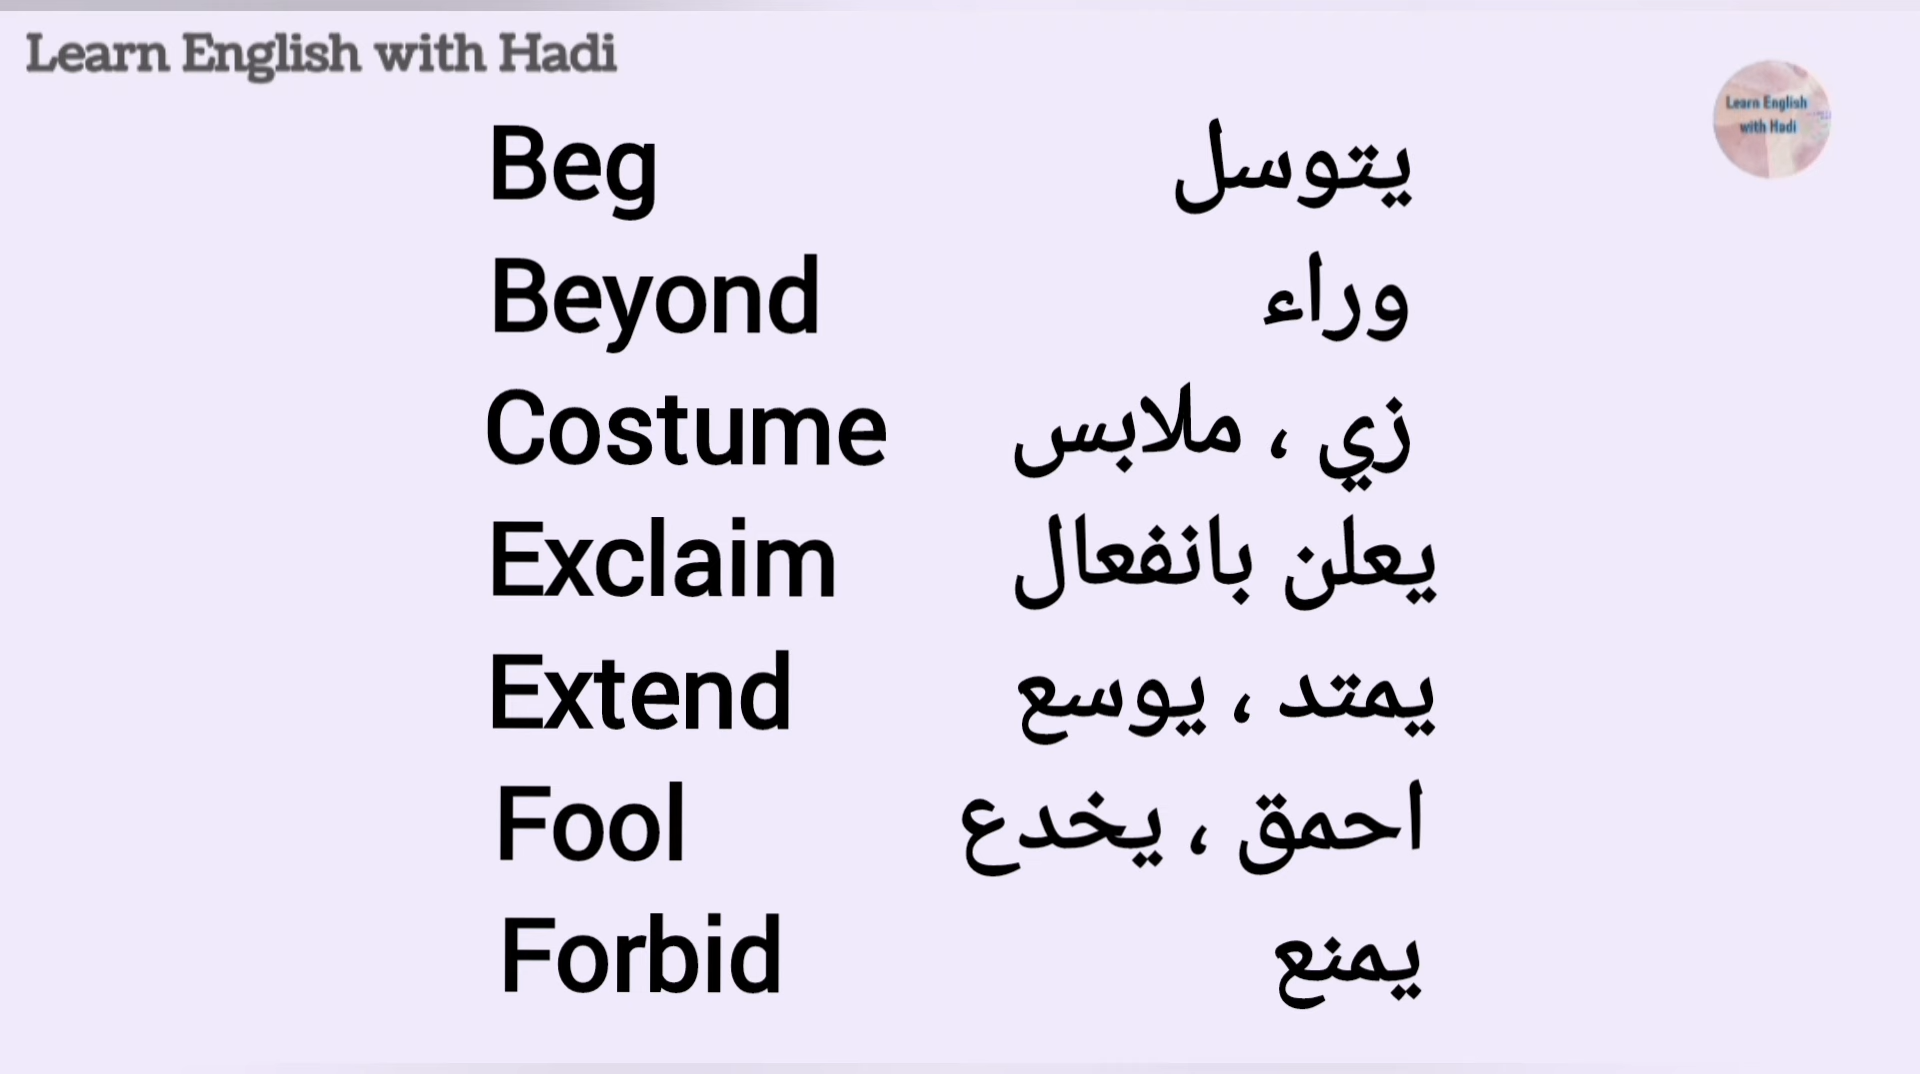 Learn English with Hadi
Learn English
with Hadi
Beg يتوسل
Beyond وراء
Costume زي ، ملابس
Exclaim يعلن بانفعال
Extend يمتد ، يوسع
Fool احمق ، يخدع
Forbid يمنع